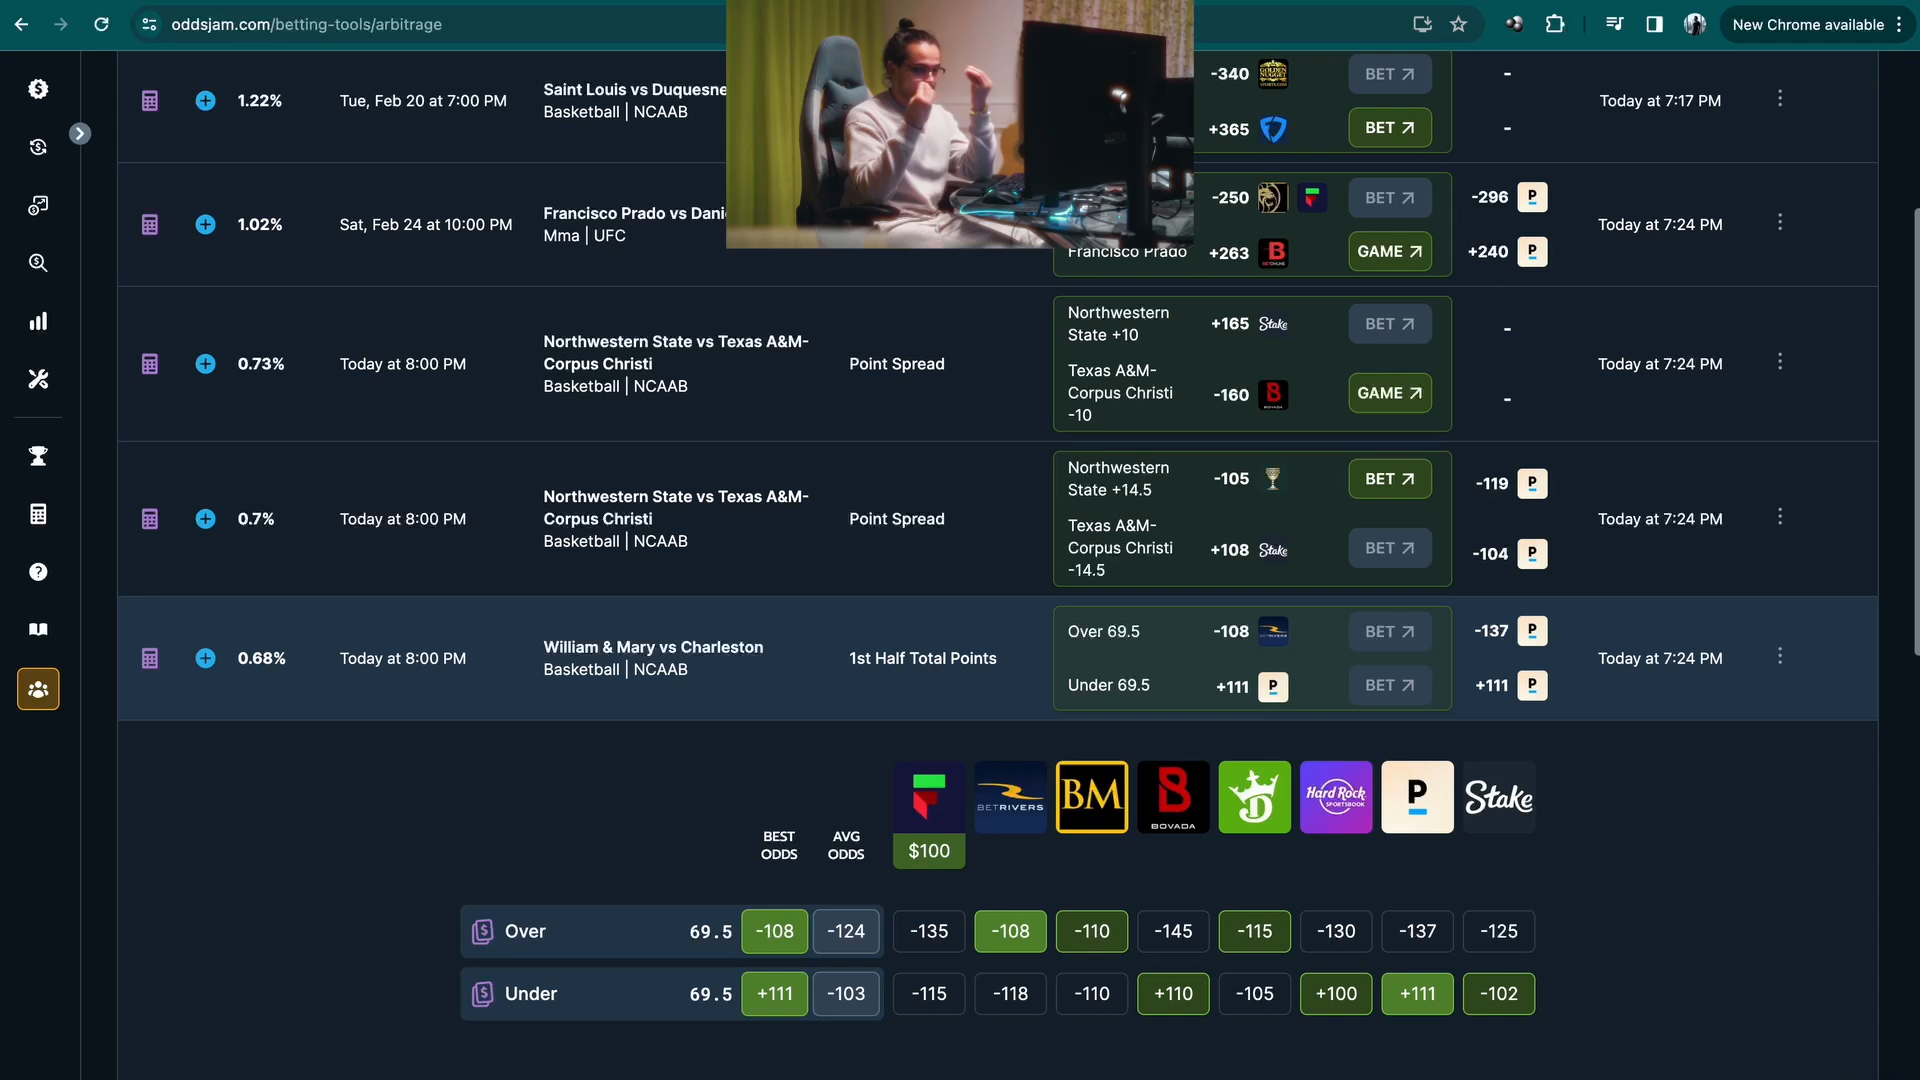 oddsjam.com/betting-tools/arbitrage
New Chrome available
1.22%
Tue, Feb 20 at 7:00 PM
Saint Louis vs Duquesne
Basketball | NCAAB
-340
GOLDEN NUGGET
BET
-
+365
BET
-
Today at 7:17 PM
1.02%
Sat, Feb 24 at 10:00 PM
Francisco Prado vs
Mma | UFC
-250
BET
-296
P
Francisco Prado
+263
B
BETONLINE
GAME
+240
P
Today at 7:24 PM
0.73%
Today at 8:00 PM
Northwestern State vs Texas A&M-
Corpus Christi
Basketball | NCAAB
Point Spread
Northwestern
State +10
+165
Stake
BET
-
Texas A&M-
Corpus Christi
-10
-160
B
BOVADA
GAME
-
Today at 7:24 PM
0.7%
Today at 8:00 PM
Northwestern State vs Texas A&M-
Corpus Christi
Basketball | NCAAB
Point Spread
Northwestern
State +14.5
-105
BET
-119
P
Texas A&M-
Corpus Christi
-14.5
+108
Stake
BET
-104
P
Today at 7:24 PM
0.68%
Today at 8:00 PM
William & Mary vs Charleston
Basketball | NCAAB
1st Half Total Points
Over 69.5
-108
BET
-137
P
Under 69.5
+111
P
BET
+111
P
Today at 7:24 PM
BEST ODDS
AVG ODDS
$100
BETRIVERS
BM
B
BOVADA
D
Hard Rock
SPORTSBOOK
P
Stake
Over 69.5 -108 -124 -135 -108 -110 -145 -115 -130 -137 -125
Under 69.5 +111 -103 -115 -118 -110 +110 -105 +100 +111 -102